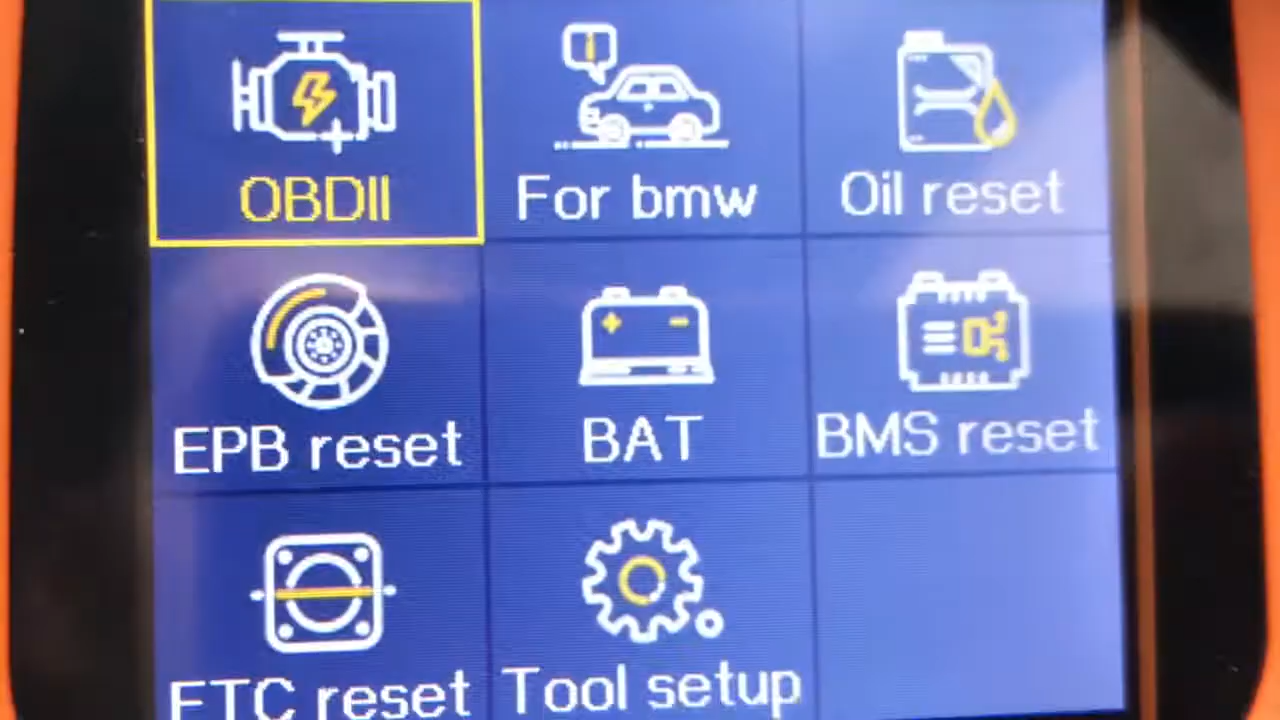 OBDII
For bmw
Oil reset
EPB reset
BAT
BMS reset
ETC reset
Tool setup